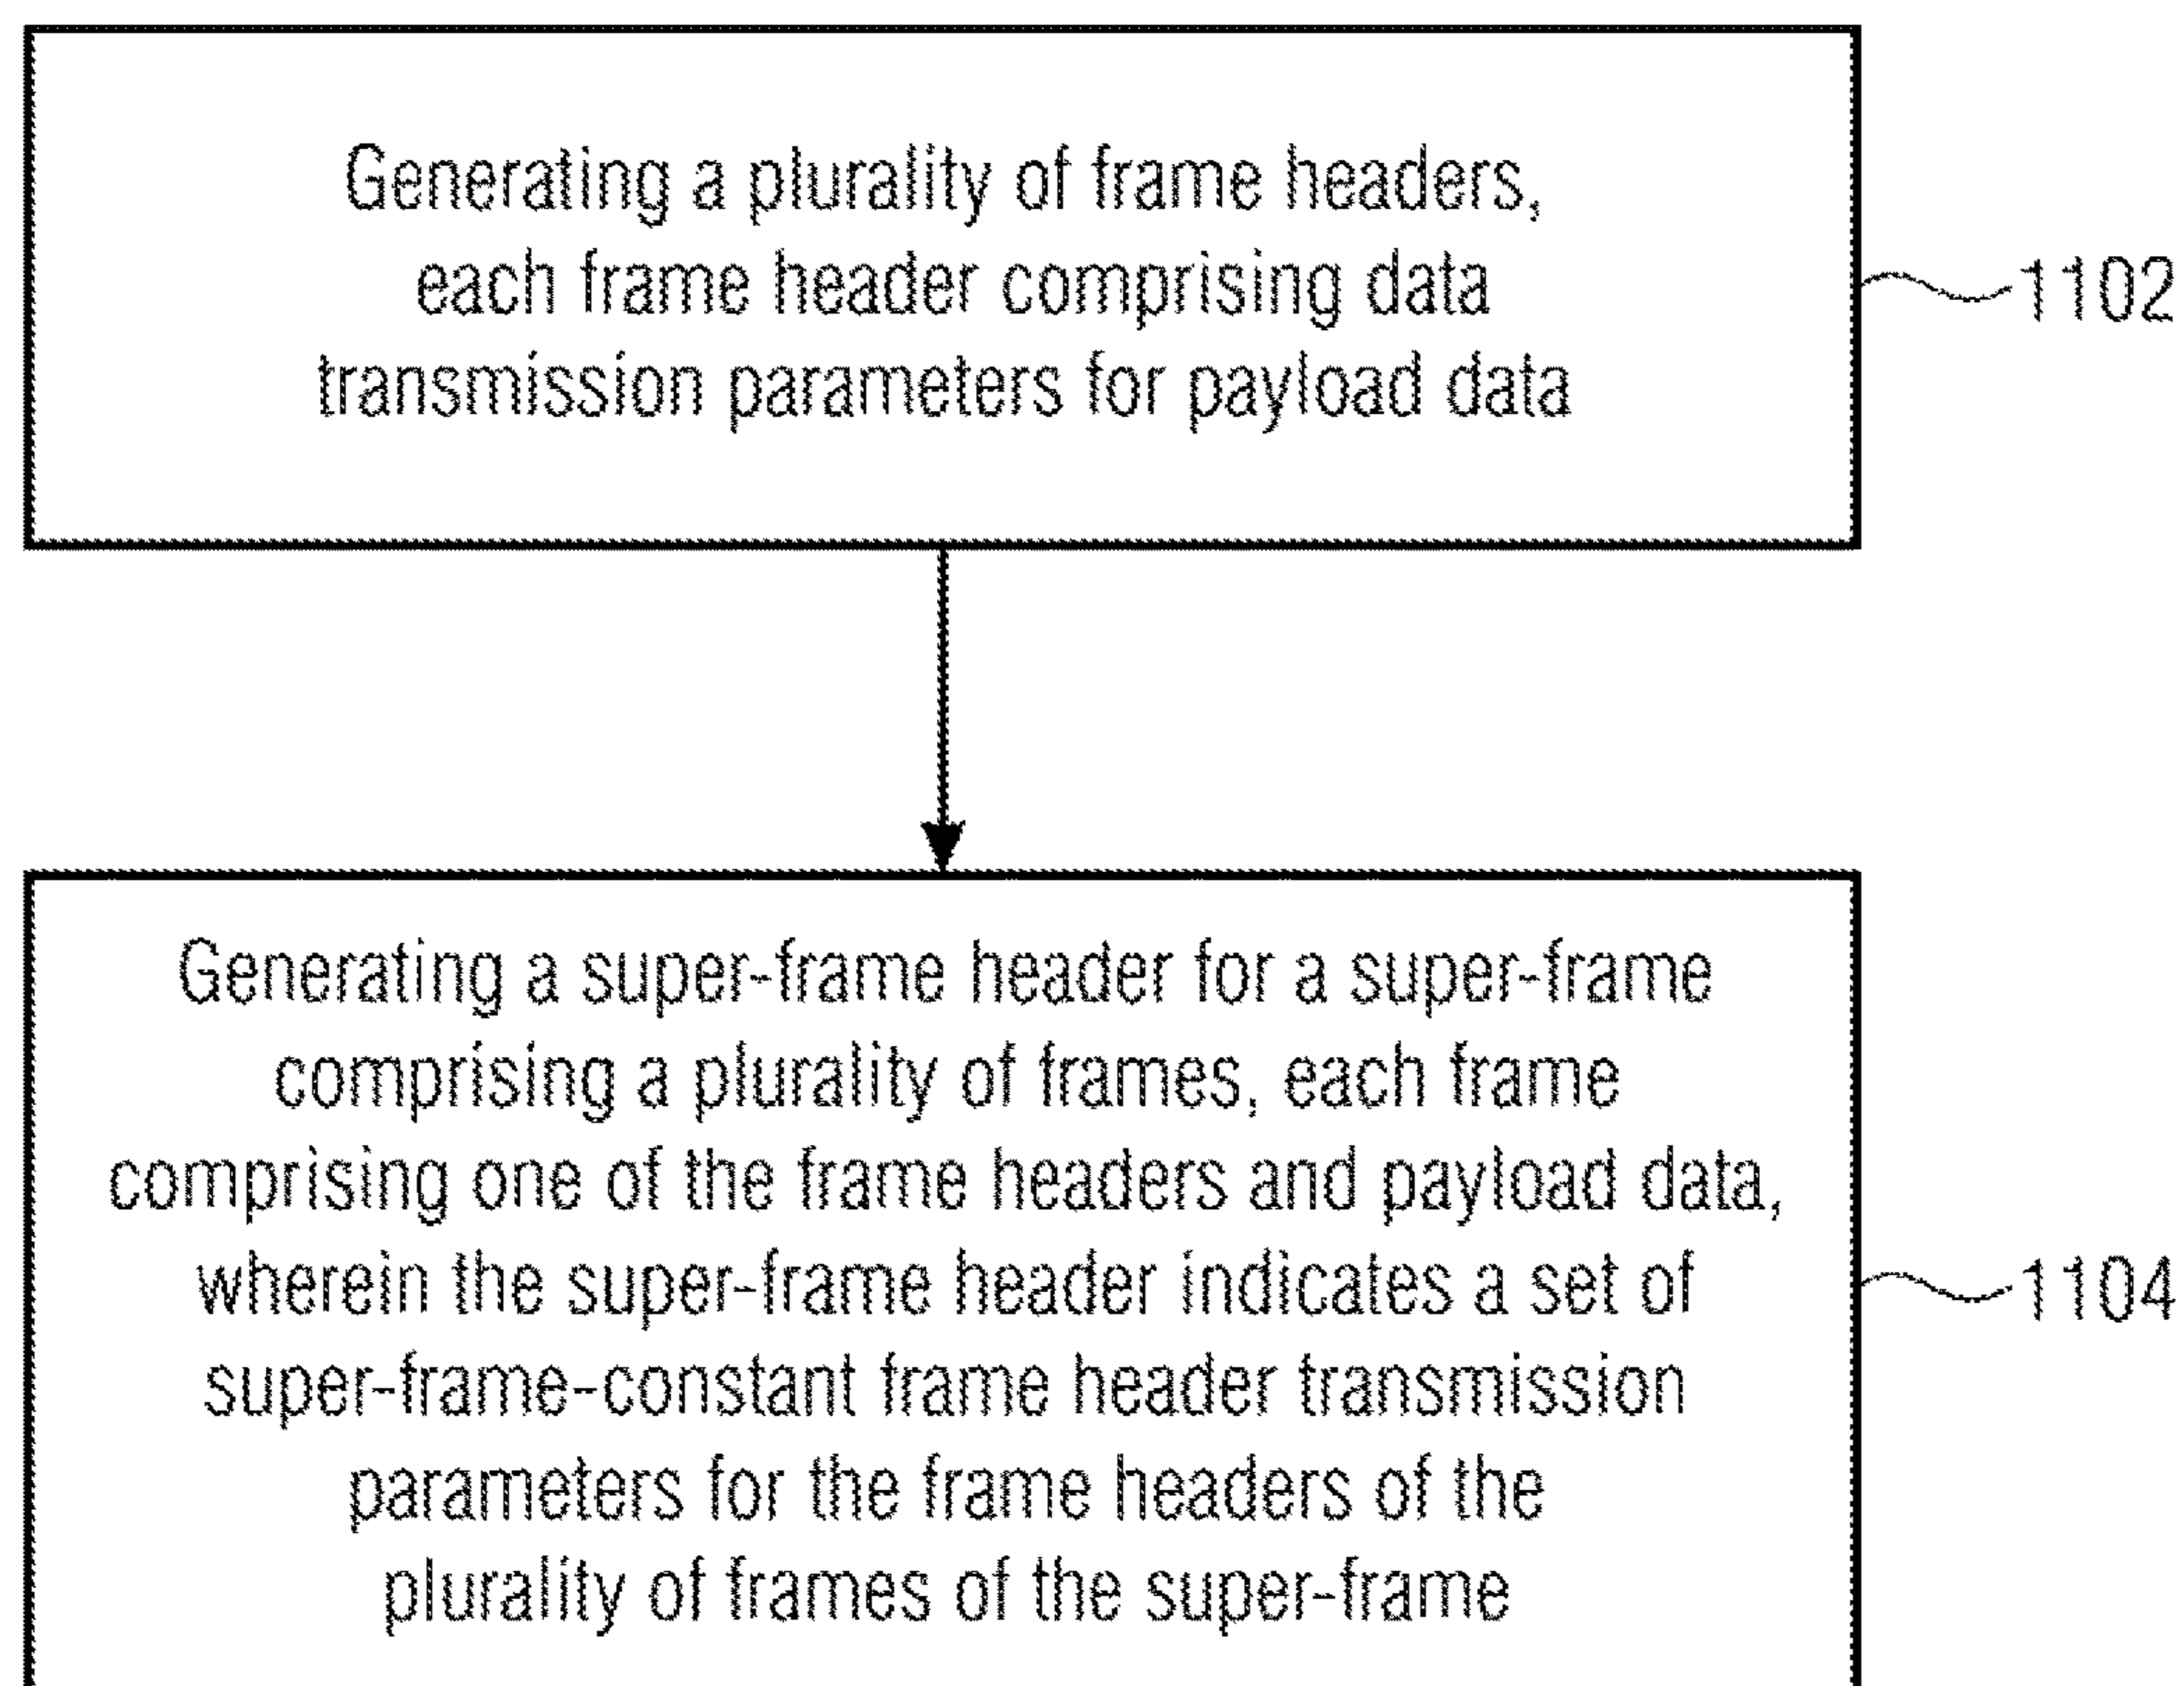 Generating a plurality of frame headers,
each frame header comprising data
transmission parameters for payload data
1102
Generating a super-frame header for a super-frame
comprising a plurality of frames, each frame
comprising one of the frame headers and payload data,
wherein the super-frame header indicates a set of
super-frame-constant frame header transmission
parameters for the frame headers of the
plurality of frames of the super-frame
1104